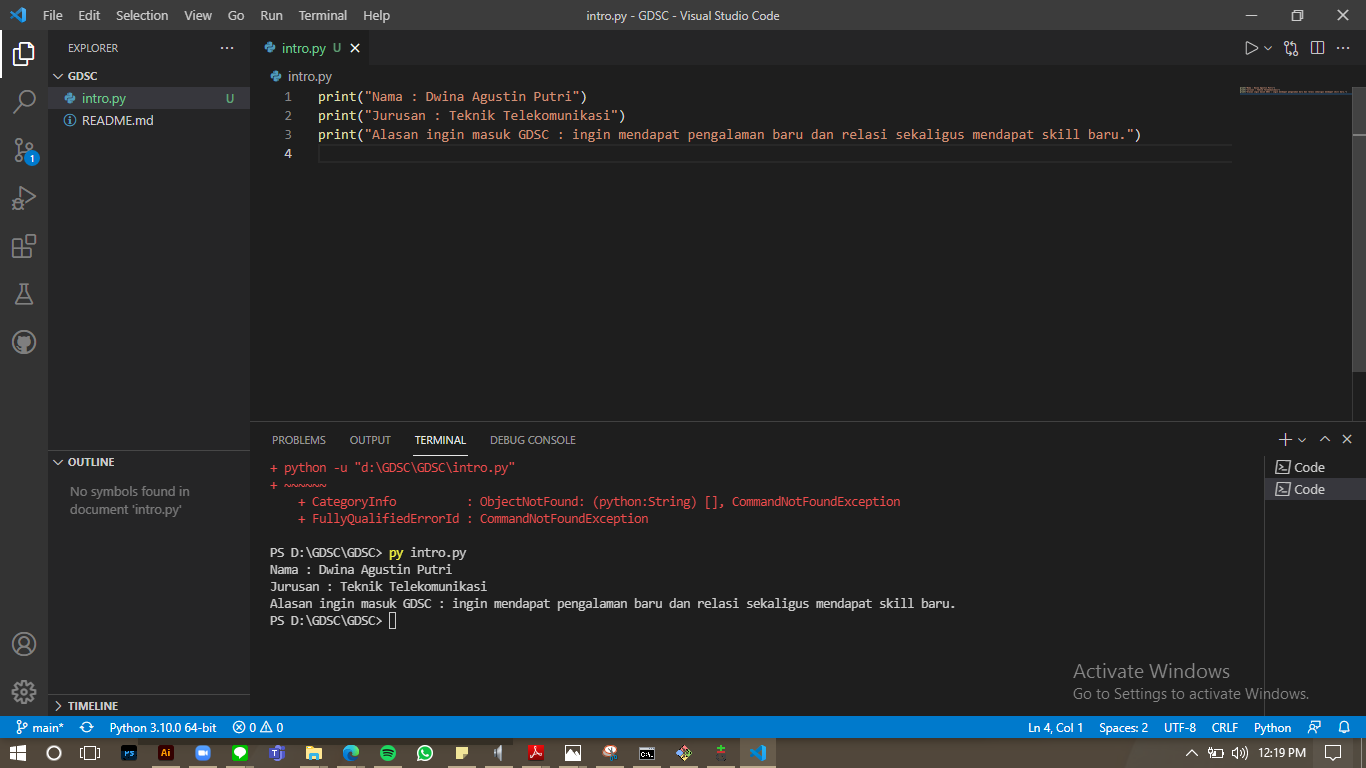 File Edit Selection View Go Run Terminal Help intro.py - GDSC - Visual Studio Code
EXPLORER
GDSC
intro.py U
README.md
1
OUTLINE
No symbols found in
document 'intro.py'
TIMELINE
intro.py U
intro.py
1 print("Nama : Dwina Agustin Putri")
2 print("Jurusan : Teknik Telekomunikasi")
3 print("Alasan ingin masuk GDSC : ingin mendapat pengalaman baru dan relasi sekaligus mendapat skill baru.")
4
PROBLEMS OUTPUT TERMINAL DEBUG CONSOLE
+ python -u "d:\GDSC\GDSC\intro.py"
+ ~~~~~~
+ CategoryInfo : ObjectNotFound: (python:String) [], CommandNotFoundException
+ FullyQualifiedErrorId : CommandNotFoundException
PS D:\GDSC\GDSC> py intro.py
Nama : Dwina Agustin Putri
Jurusan : Teknik Telekomunikasi
Alasan ingin masuk GDSC : ingin mendapat pengalaman baru dan relasi sekaligus mendapat skill baru.
PS D:\GDSC\GDSC>
Code
Code
Activate Windows
Go to Settings to activate Windows.
main* Python 3.10.0 64-bit 0 0 Ln 4, Col 1 Spaces: 2 UTF-8 CRLF Python
Ps Ai 12:19 PM